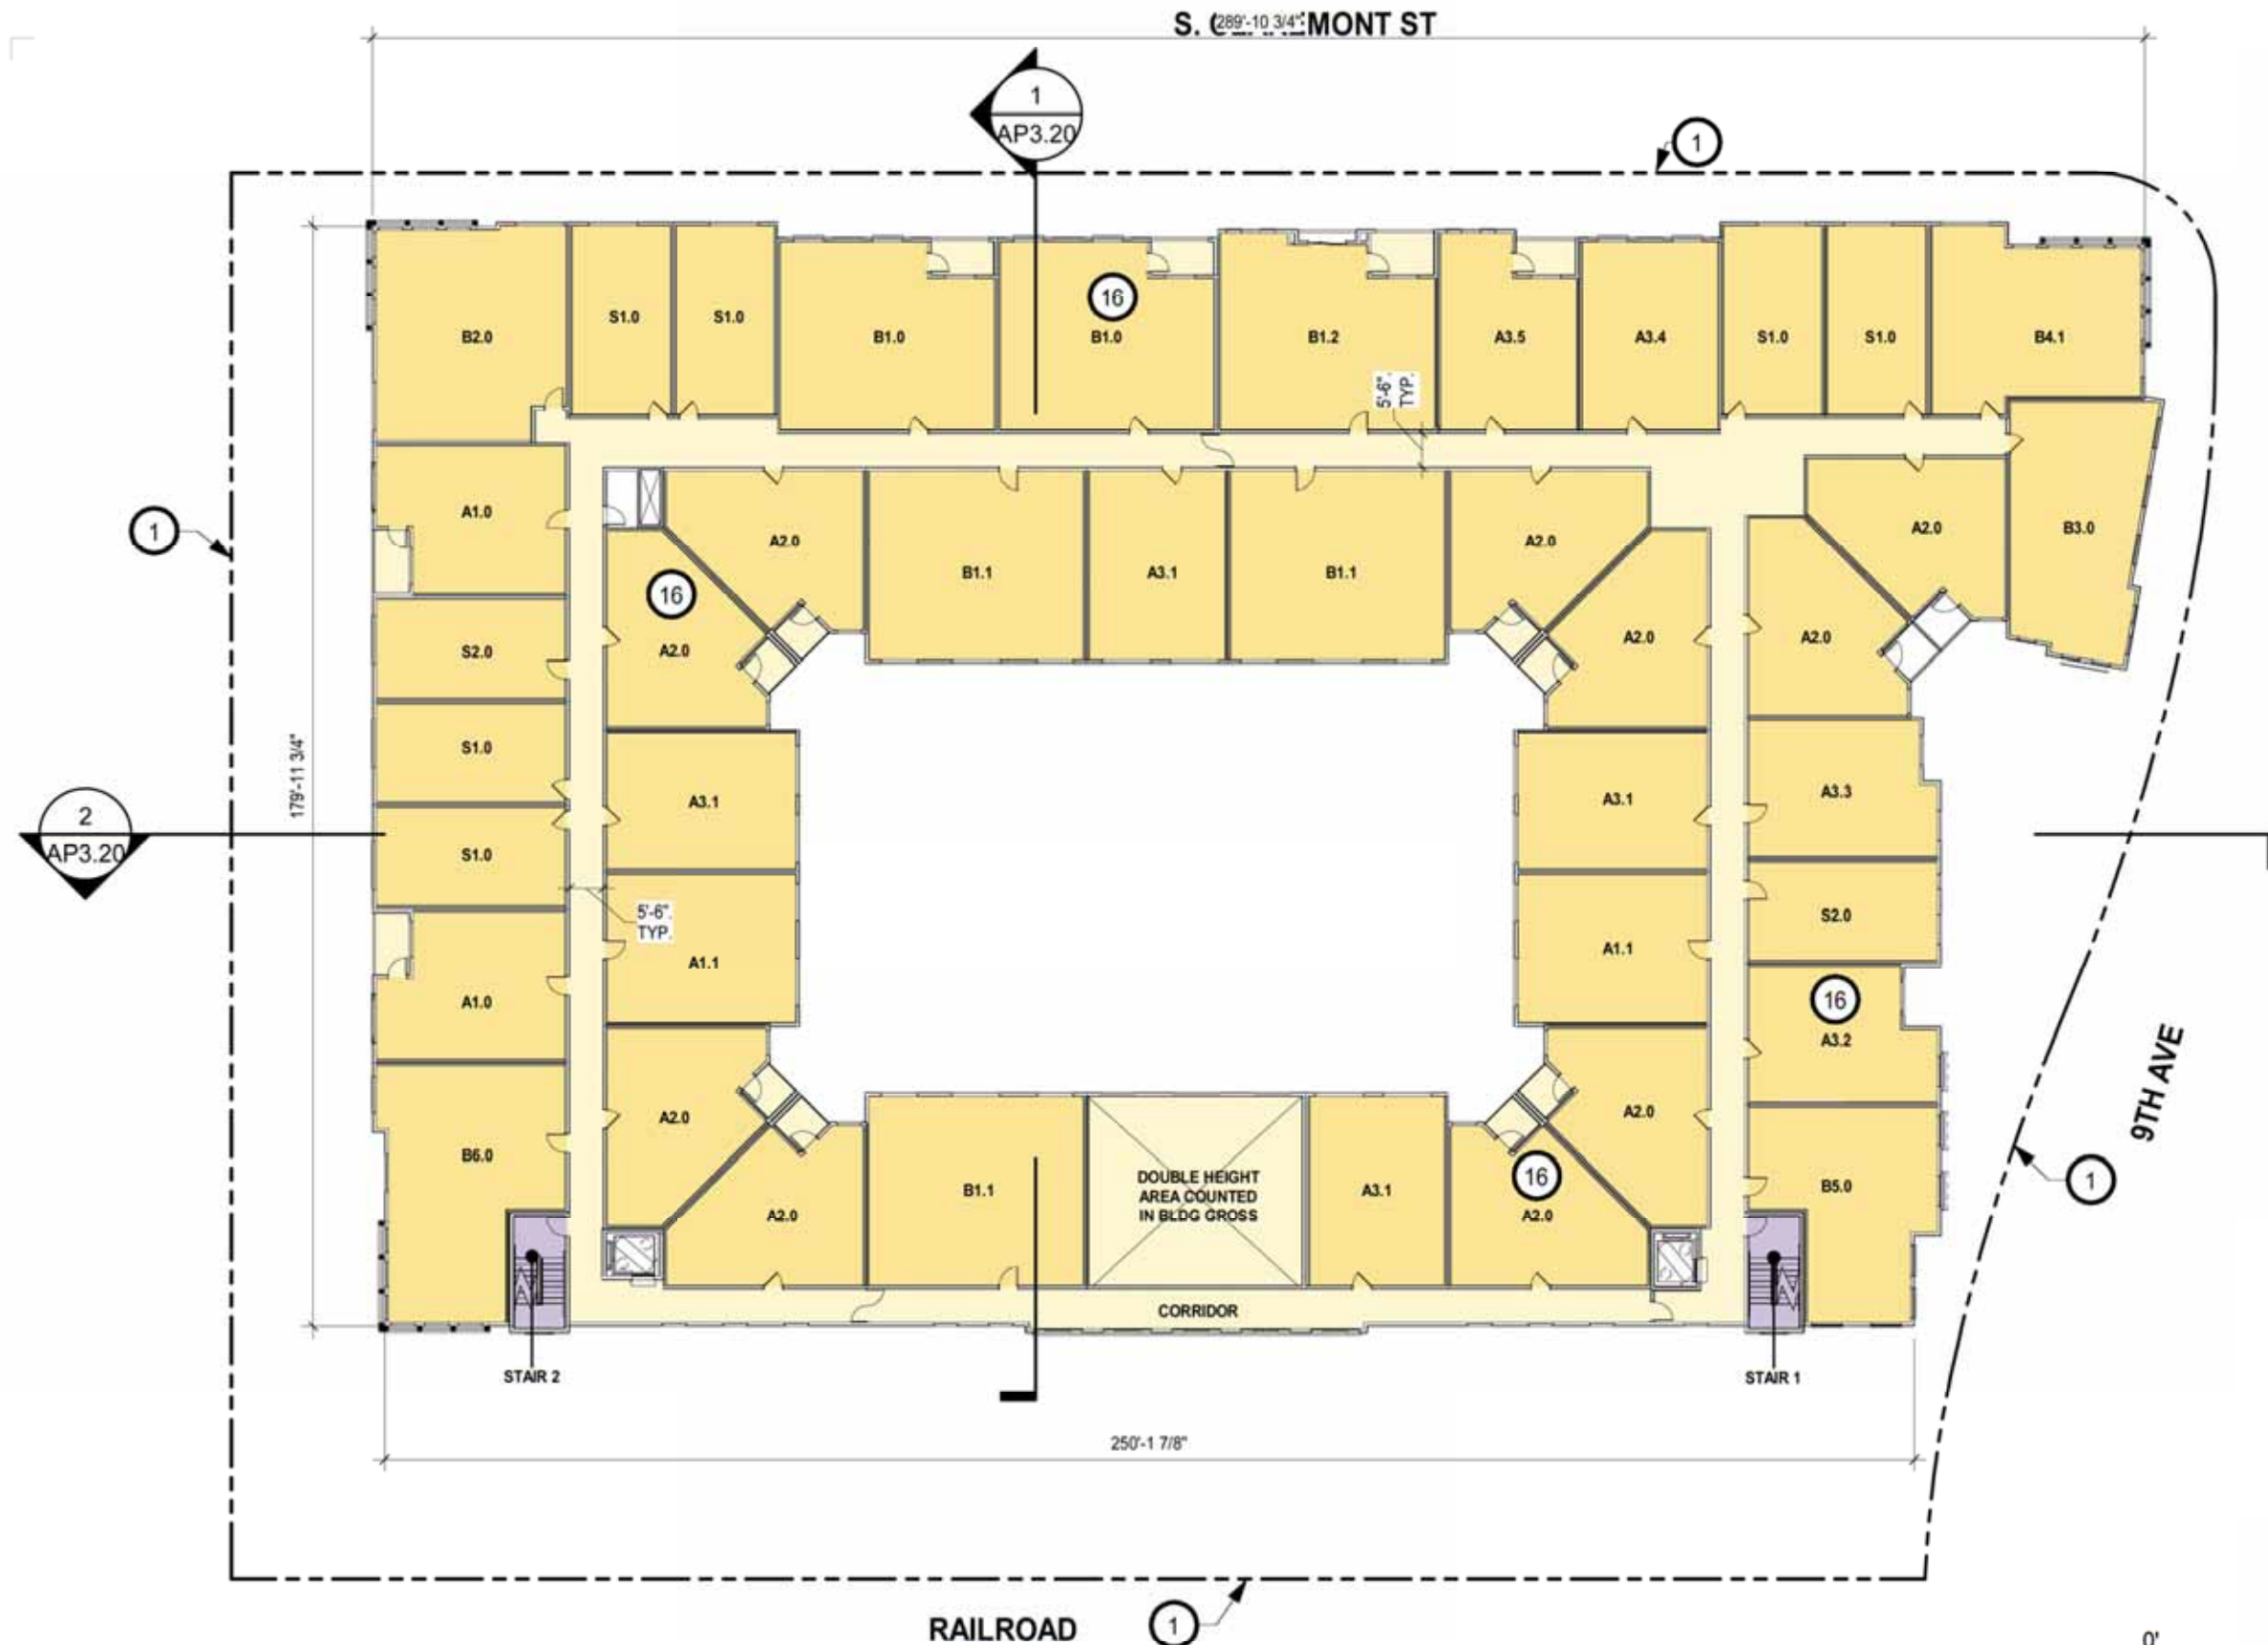 S. MONT ST
289'-10 3/4"
1
AP3.20
1
B2.0
S1.0
S1.0
B1.0
16
B1.0
B1.2
A3.5
A3.4
S1.0
S1.0
B4.1
5'-6"
TYP.
1
A1.0
A2.0
B1.1
A3.1
B1.1
A2.0
A2.0
B3.0
16
A2.0
A2.0
A2.0
S2.0
S1.0
179'-11 3/4"
A3.1
A3.1
A3.3
2
AP3.20
S1.0
5'-6"
TYP.
A1.1
A1.1
S2.0
A1.0
16
A3.2
9TH AVE
B6.0
A2.0
A2.0
B1.1
DOUBLE HEIGHT
AREA COUNTED
IN BLDG GROSS
A3.1
16
A2.0
A2.0
B5.0
1
CORRIDOR
STAIR 2
STAIR 1
250'-1 7/8"
RAILROAD
1
0'